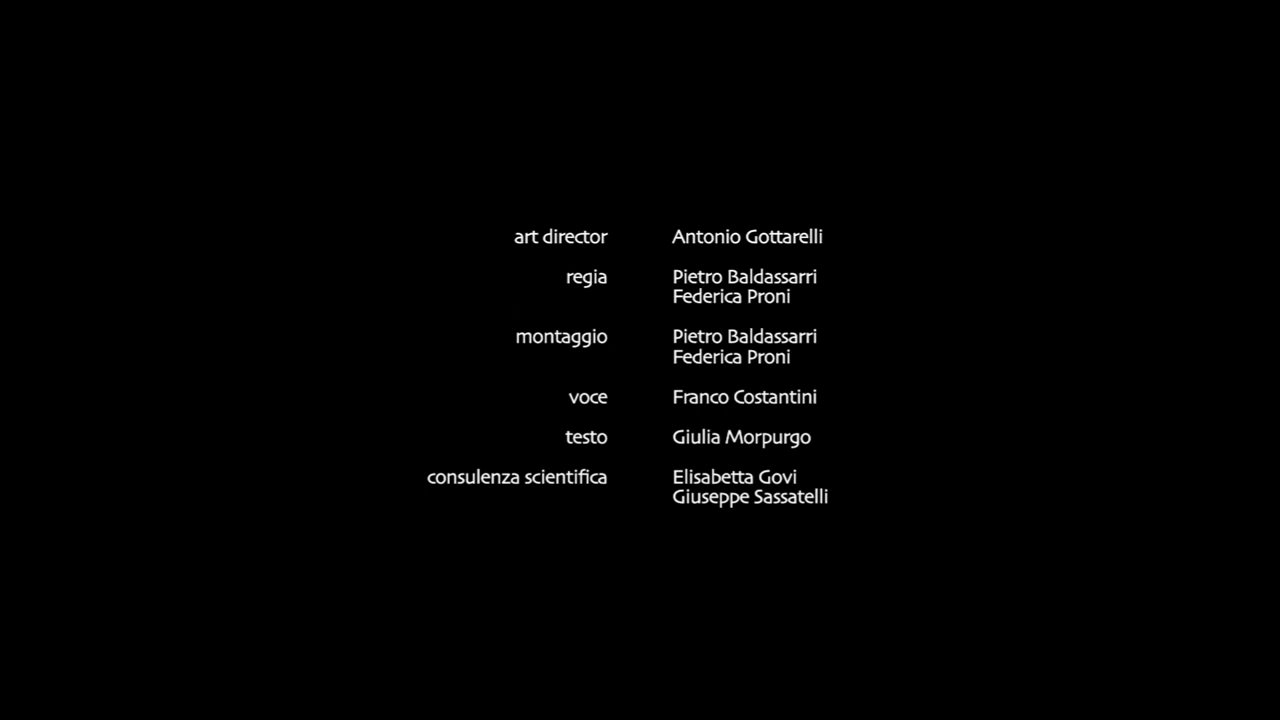 art director Antonio Gottarelli
regia Pietro Baldassarri
Federica Proni
montaggio Pietro Baldassarri
Federica Proni
voce Franco Costantini
testo Giulia Morpurgo
consulenza scientifica Elisabetta Govi
Giuseppe Sassatelli